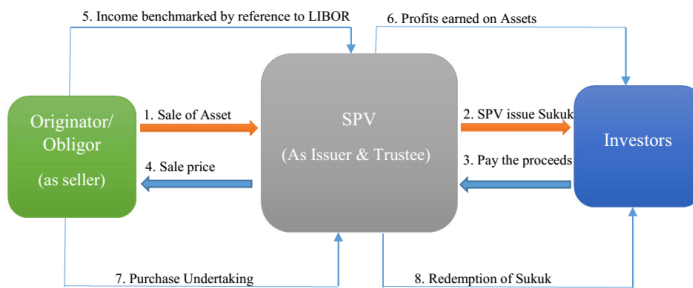 5. Income benchmarked by reference to LIBOR
6. Profits earned on Assets
Originator/
Obligor
(as seller)
1. Sale of Asset
4. Sale price
SPV
(As Issuer & Trustee)
2. SPV issue Sukuk
3. Pay the proceeds
Investors
7. Purchase Undertaking
8. Redemption of Sukuk